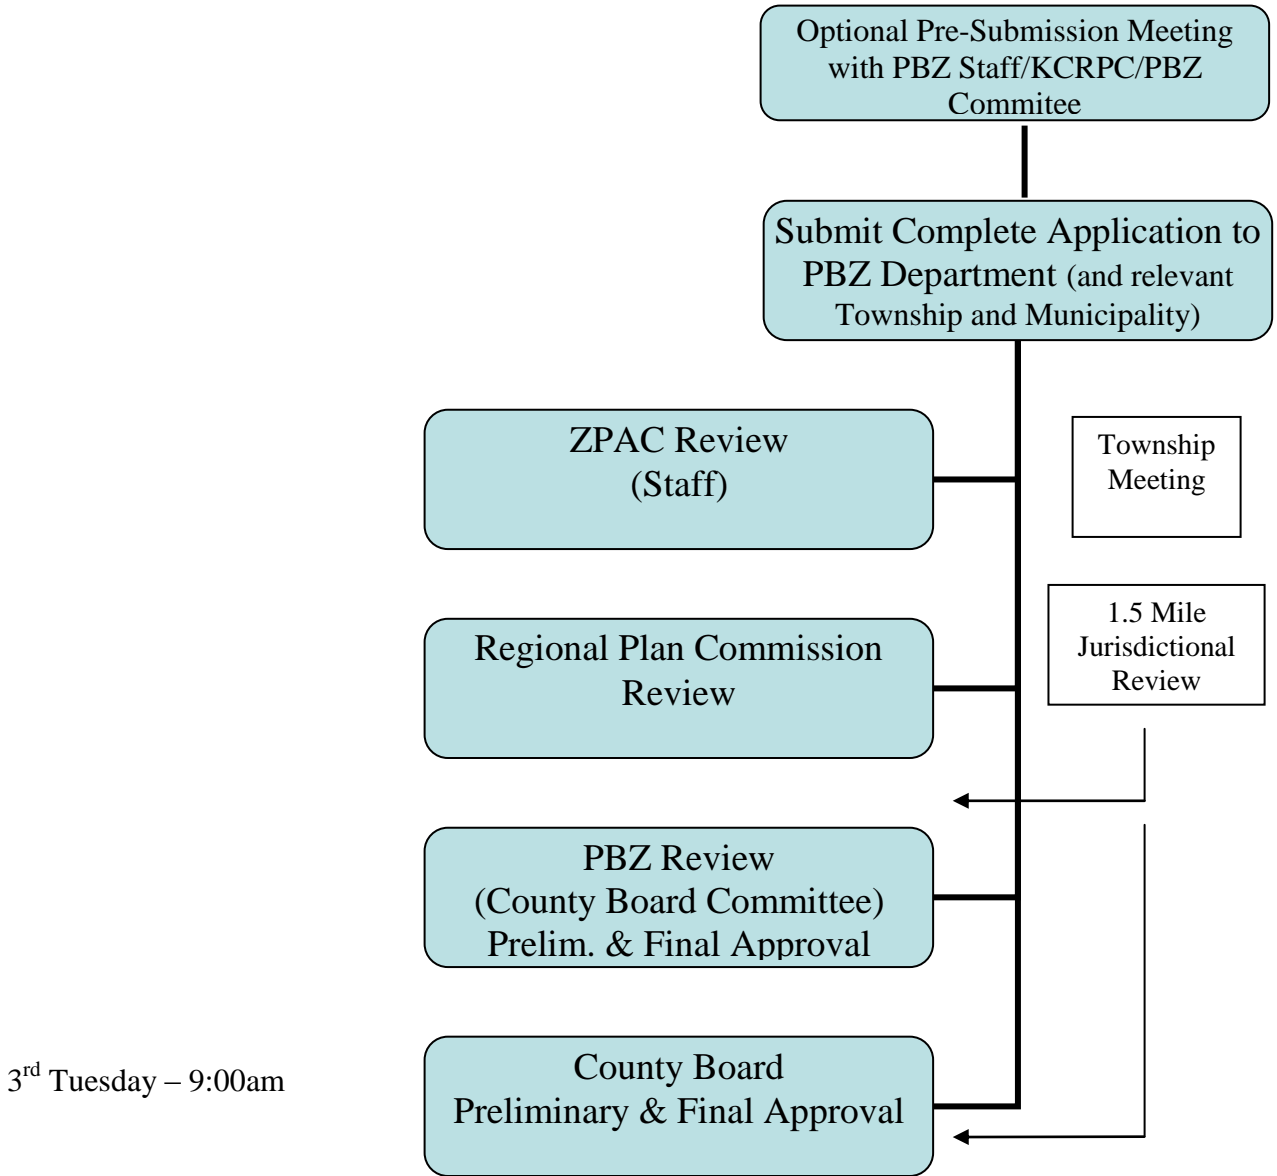 Optional Pre-Submission Meeting
with PBZ Staff/KCRPC/PBZ
Commitee
Submit Complete Application to
PBZ Department (and relevant
Township and Municipality)
ZPAC Review
(Staff)
Township
Meeting
1.5 Mile
Jurisdictional
Review
Regional Plan Commission
Review
PBZ Review
(County Board Committee)
Prelim. & Final Approval
3rd Tuesday – 9:00am
County Board
Preliminary & Final Approval